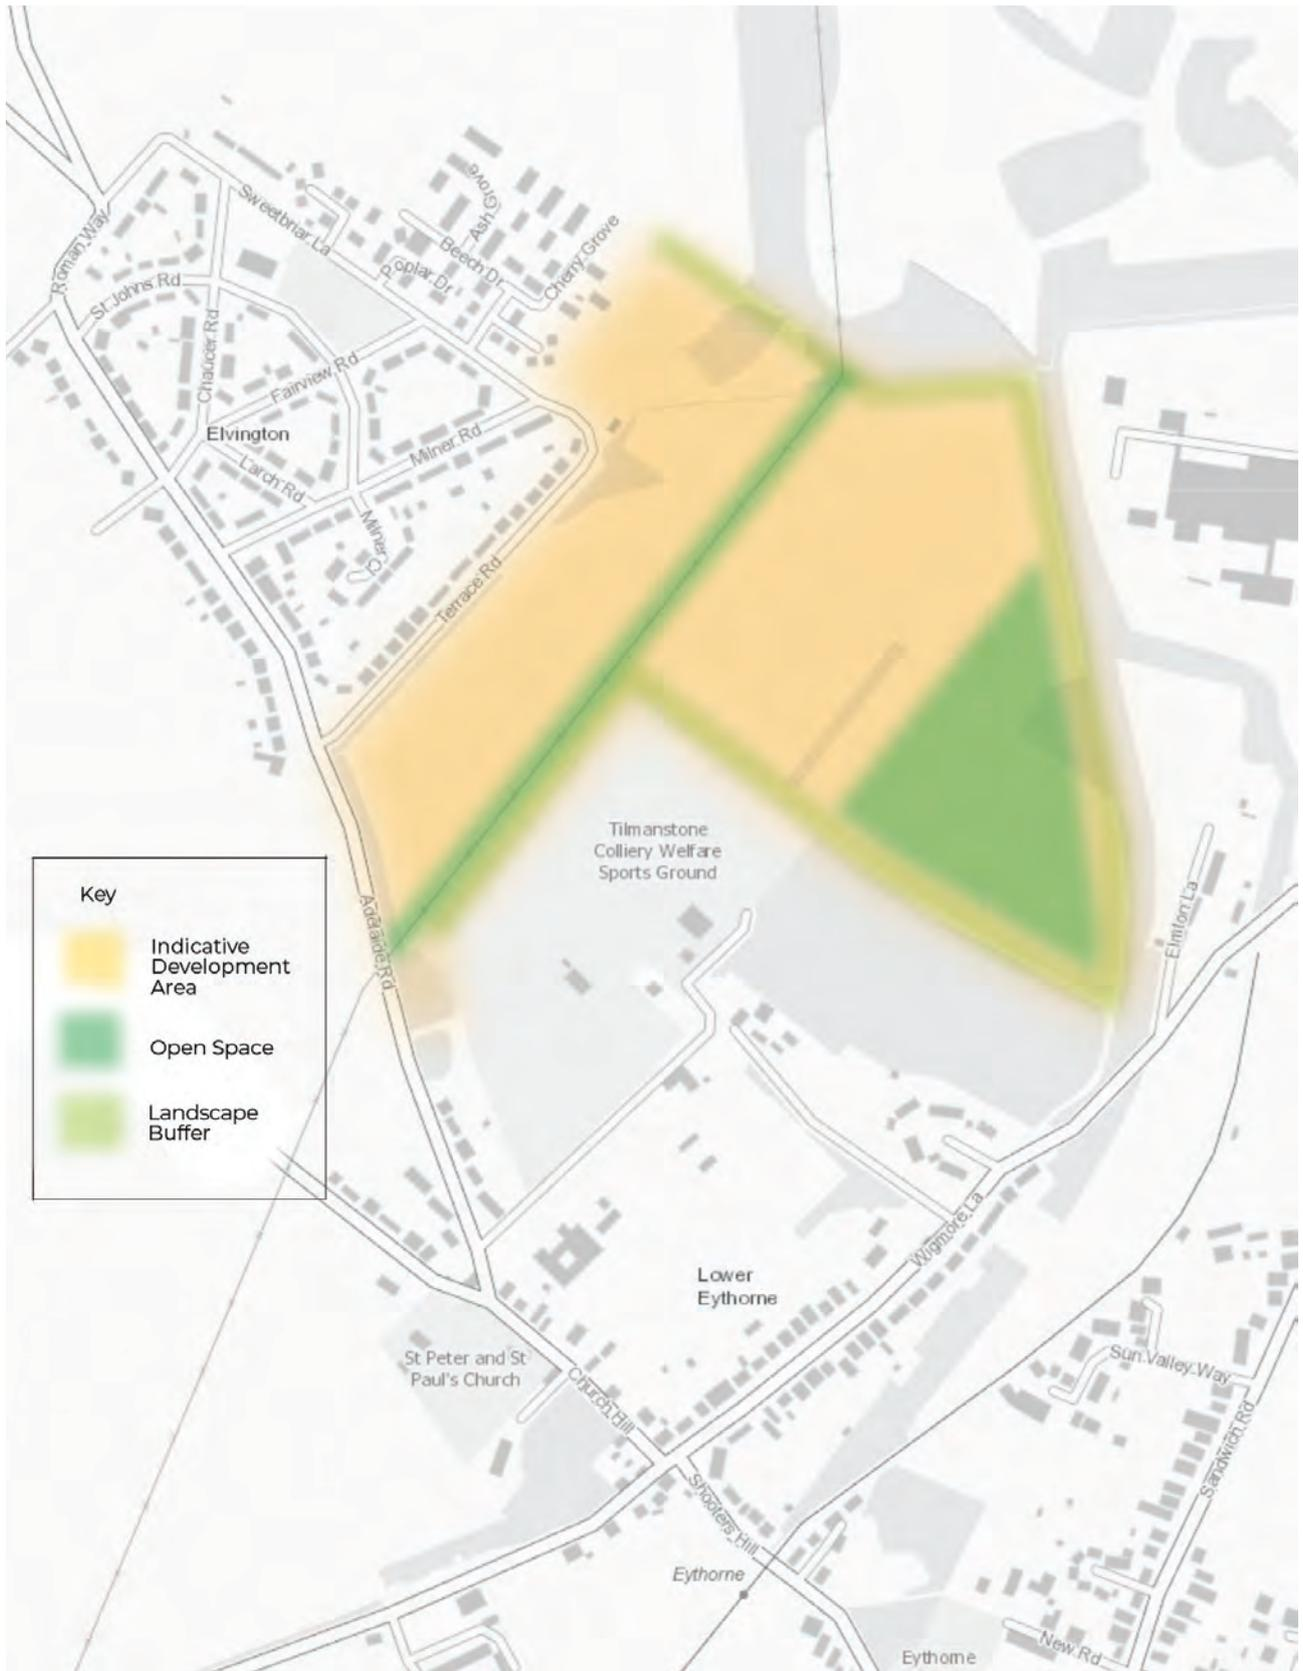 Roman Way
Sweetbriar La
Ash Grove
Beech Dr
Poplar Dr
Cherry Grove
St Johns Rd
Chaucer Rd
Fairview Rd
Elvington
Milner Rd
Larch Rd
Milner Cl
Terrace Rd
Tilmanstone
Colliery Welfare
Sports Ground
Key
Indicative
Development
Area
Open Space
Landscape
Buffer
Adelaide Rd
Elmton La
Wigmore La
Lower
Eythorne
St Peter and St
Paul's Church
Church Hill
Sun Valley Way
Sandwich Rd
Shooters Hill
Eythorne
New Rd
Eythorne